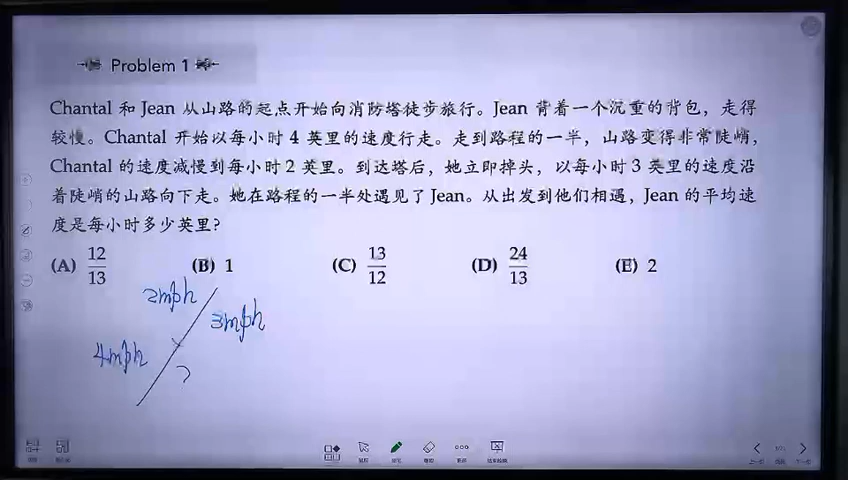 Problem 1
Chantal 和 Jean 从山路的起点开始向消防塔徒步旅行。Jean 背着一个沉重的背包，走得
较慢。Chantal 开始以每小时 4 英里的速度行走。走到路程的一半，山路变得非常陡峭，
Chantal 的速度减慢到每小时 2 英里。到达塔后，她立即掉头，以每小时 3 英里的速度沿
着陡峭的山路向下走。她在路程的一半处遇见了 Jean。从出发到他们相遇，Jean 的平均速
度是每小时多少英里?
(A) 12/13 (B) 1 (C) 13/12 (D) 24/13 (E) 2
2mph
3mph
4mph